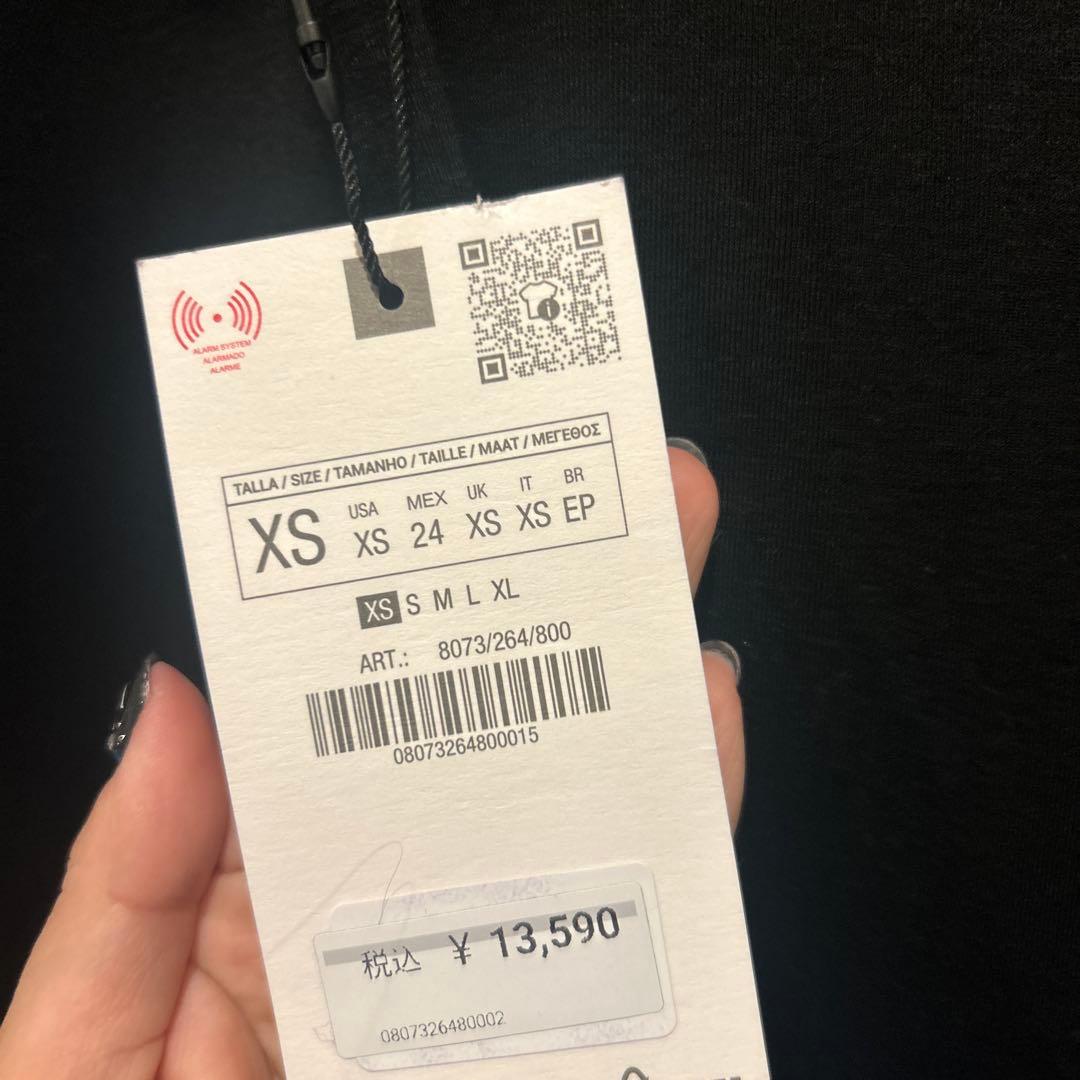 ALARM SYSTEM
ALARMADO
ALARME
TALLA / SIZE / TAMANHO / TAILLE / MAAT / ΜΕΓΕΘΟΣ
XS USA XS MEX 24 UK XS IT XS BR EP
XS S M L XL
ART.: 8073/264/800
08073264800015
税込 ¥ 13,590
0807326480002